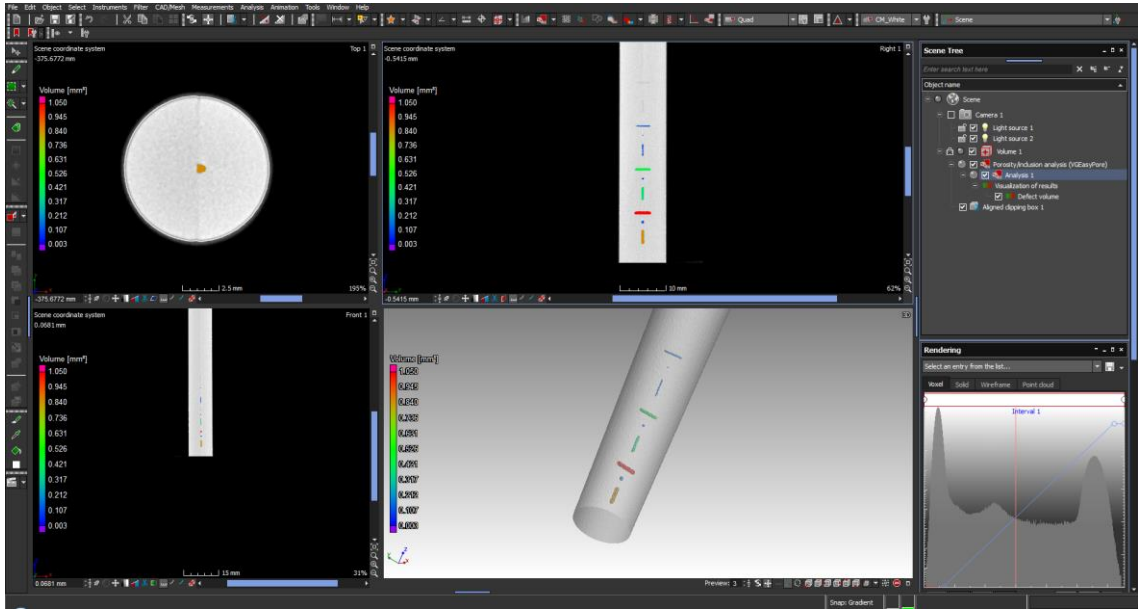 File Edit Object Select Instruments Filter CAD/Mesh Measurements Analysis Animation Tools Window Help
Quad
CM_White
Scene
Scene coordinate system
Top 1
-375.6772 mm
Volume [mm³]
1.050
0.945
0.840
0.736
0.631
0.526
0.421
0.317
0.212
0.107
0.003
2.5 mm
195%
-375.6772 mm
Scene coordinate system
Right 1
-0.5415 mm
Volume [mm³]
1.050
0.945
0.840
0.736
0.631
0.526
0.421
0.317
0.212
0.107
0.003
10 mm
62%
-0.5415 mm
Scene coordinate system
Front 1
0.0681 mm
Volume [mm³]
1.050
0.945
0.840
0.736
0.631
0.526
0.421
0.317
0.212
0.107
0.003
15 mm
31%
0.0681 mm
3D
Volume [mm³]
1.050
0.945
0.840
0.736
0.631
0.526
0.421
0.317
0.212
0.107
0.003
Preview: 3
Scene Tree
Enter search text here
Object name
Scene
Camera 1
Light source 1
Light source 2
Volume 1
Porosity/inclusion analysis (VGEasyPore)
Analysis 1
Visualization of results
Defect volume
Aligned clipping box 1
Rendering
Select an entry from the list...
Voxel Solid Wireframe Point cloud
Interval 1
Snap: Gradient